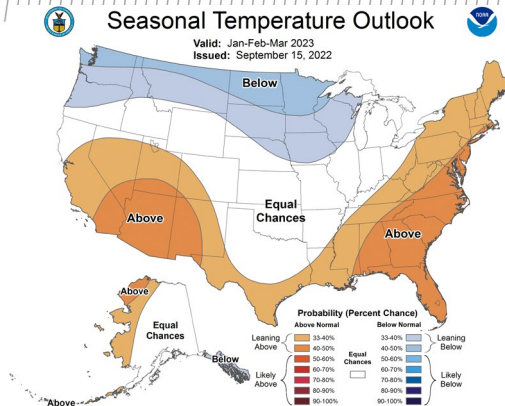 Seasonal Temperature Outlook
NOAA
Valid: Jan-Feb-Mar 2023
Issued: September 15, 2022
Below
Above
Equal
Chances
Above
Above
Equal
Chances
Below
Above
Probability (Percent Chance)
Above Normal
Below Normal
Leaning
Above
33-40%
40-50%
Likely
Above
50-60%
60-70%
70-80%
80-90%
90-100%
Equal
Chances
33-40%
40-50%
Leaning
Below
50-60%
60-70%
70-80%
80-90%
90-100%
Likely
Below